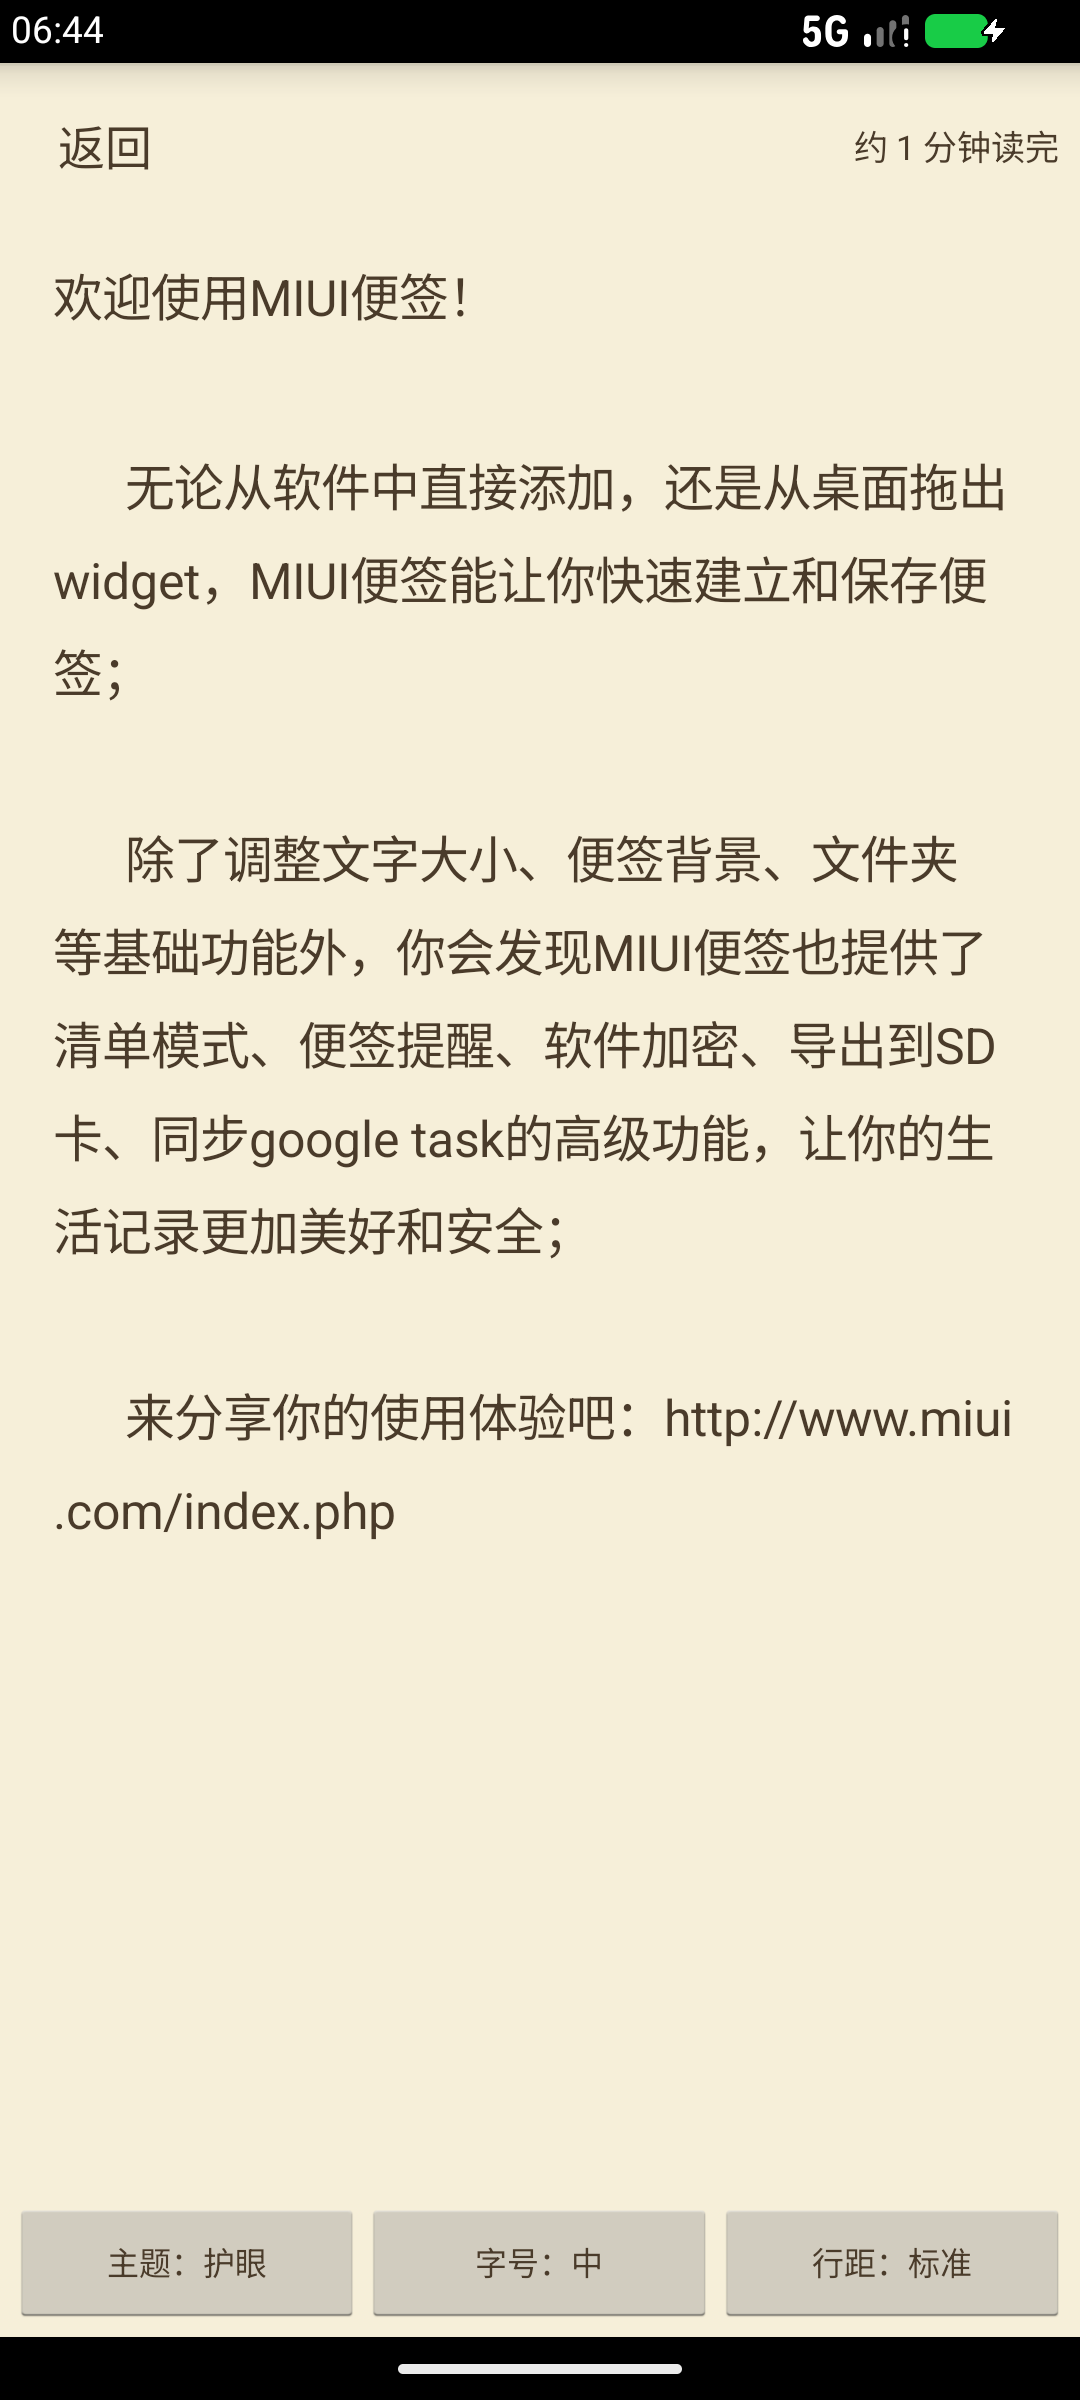 06:44
5G
返回
约 1 分钟读完
欢迎使用MIUI便签！
无论从软件中直接添加，还是从桌面拖出
widget，MIUI便签能让你快速建立和保存便
签；
除了调整文字大小、便签背景、文件夹
等基础功能外，你会发现MIUI便签也提供了
清单模式、便签提醒、软件加密、导出到SD
卡、同步google task的高级功能，让你的生
活记录更加美好和安全；
来分享你的使用体验吧：http://www.miui
.com/index.php
主题：护眼
字号：中
行距：标准